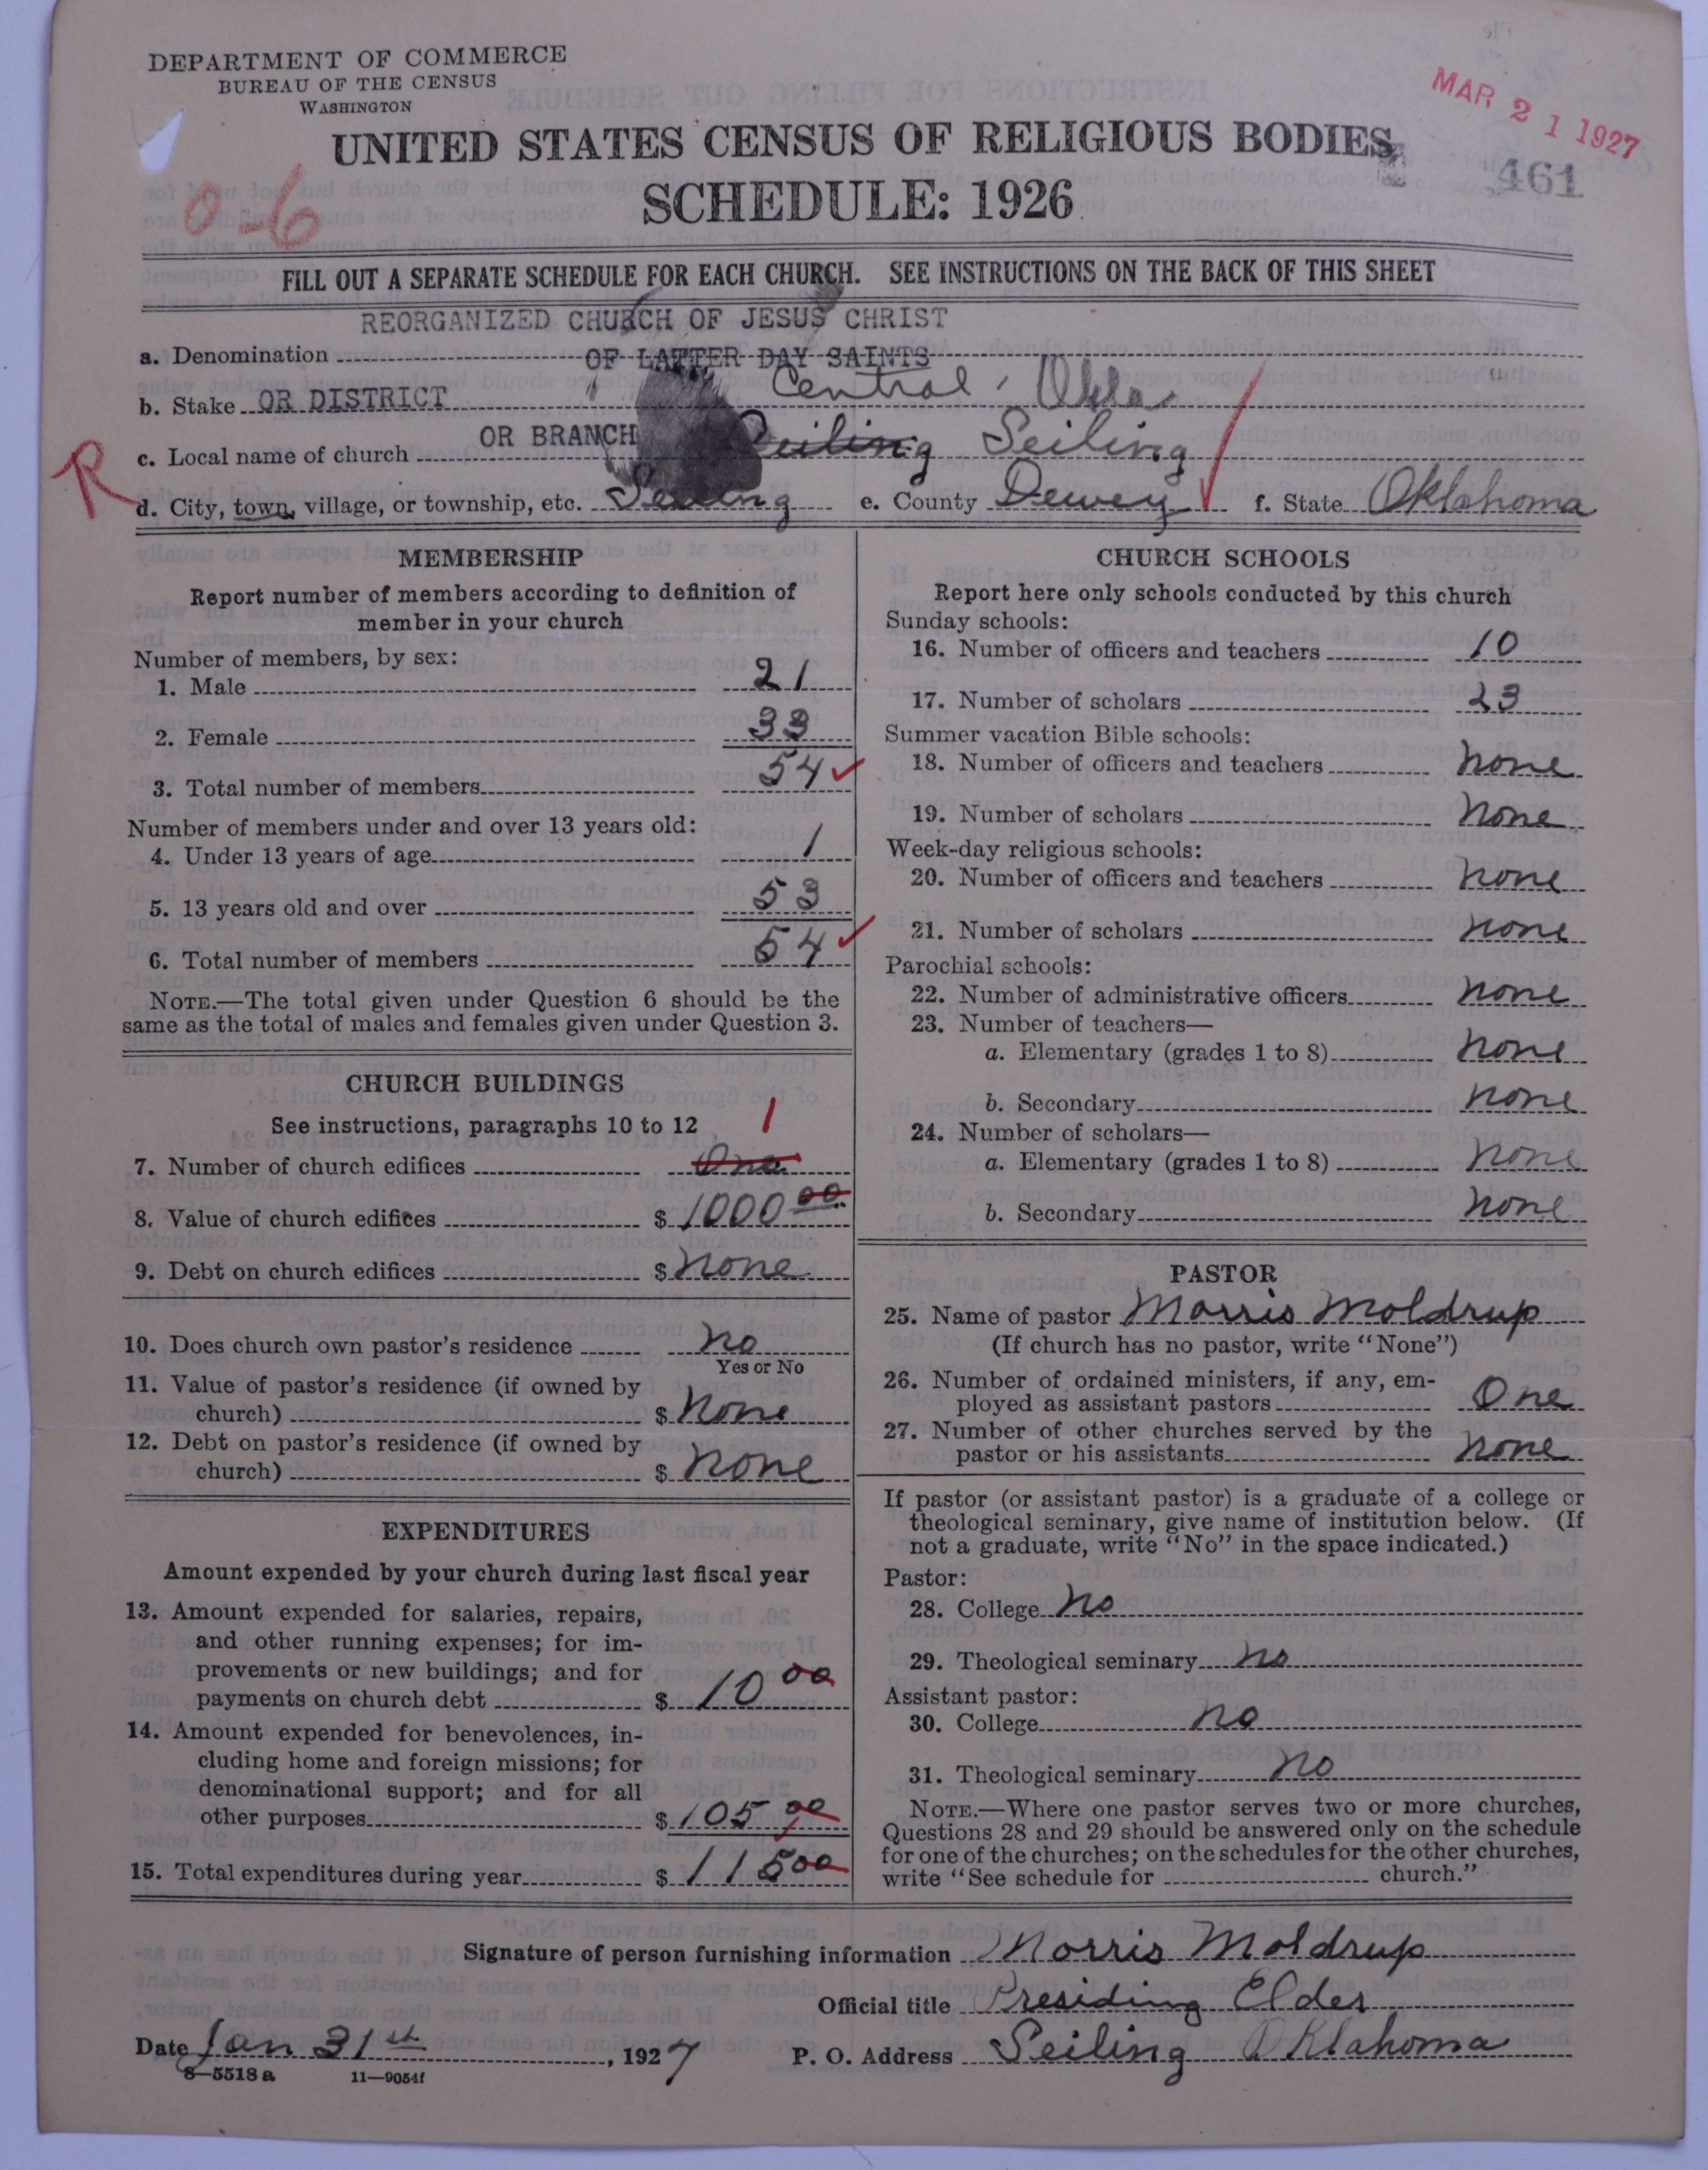 DEPARTMENT OF COMMERCE
BUREAU OF THE CENSUS
WASHINGTON
MAR 21 1927
461
UNITED STATES CENSUS OF RELIGIOUS BODIES
SCHEDULE: 1926
0-6
FILL OUT A SEPARATE SCHEDULE FOR EACH CHURCH. SEE INSTRUCTIONS ON THE BACK OF THIS SHEET
REORGANIZED CHURCH OF JESUS CHRIST
a. Denomination OF LATTER DAY SAINTS
b. Stake OR DISTRICT Central, Okla
OR BRANCH
c. Local name of church Seiling Seiling
R
d. City, town, village, or township, etc. Seiling e. County Dewey f. State Oklahoma
MEMBERSHIP
Report number of members according to definition of
member in your church
Number of members, by sex:
1. Male 21
2. Female 33
3. Total number of members 54
Number of members under and over 13 years old:
4. Under 13 years of age 1
5. 13 years old and over 53
6. Total number of members 54
NOTE.—The total given under Question 6 should be the
same as the total of males and females given under Question 3.
CHURCH BUILDINGS
See instructions, paragraphs 10 to 12
1
7. Number of church edifices One
8. Value of church edifices $ 1000 00
9. Debt on church edifices $ none
10. Does church own pastor's residence no
Yes or No
11. Value of pastor's residence (if owned by
church) $ none
12. Debt on pastor's residence (if owned by
church) $ none
EXPENDITURES
Amount expended by your church during last fiscal year
13. Amount expended for salaries, repairs,
and other running expenses; for im-
provements or new buildings; and for
payments on church debt $ 10 00
14. Amount expended for benevolences, in-
cluding home and foreign missions; for
denominational support; and for all
other purposes $ 105 00
15. Total expenditures during year $ 115 00
CHURCH SCHOOLS
Report here only schools conducted by this church
Sunday schools:
16. Number of officers and teachers 10
17. Number of scholars 23
Summer vacation Bible schools:
18. Number of officers and teachers none
19. Number of scholars none
Week-day religious schools:
20. Number of officers and teachers none
21. Number of scholars none
Parochial schools:
22. Number of administrative officers none
23. Number of teachers—
a. Elementary (grades 1 to 8) none
b. Secondary none
24. Number of scholars—
a. Elementary (grades 1 to 8) none
b. Secondary none
PASTOR
25. Name of pastor Morris Moldrup
(If church has no pastor, write "None")
26. Number of ordained ministers, if any, em-
ployed as assistant pastors One
27. Number of other churches served by the
pastor or his assistants none
If pastor (or assistant pastor) is a graduate of a college or
theological seminary, give name of institution below. (If
not a graduate, write "No" in the space indicated.)
Pastor:
28. College no
29. Theological seminary no
Assistant pastor:
30. College no
31. Theological seminary no
NOTE.—Where one pastor serves two or more churches,
Questions 28 and 29 should be answered only on the schedule
for one of the churches; on the schedules for the other churches,
write "See schedule for church."
Signature of person furnishing information Morris Moldrup
Official title Presiding Elder
Date Jan 31st, 1927 P. O. Address Seiling Oklahoma
8—5518 a 11—9054f